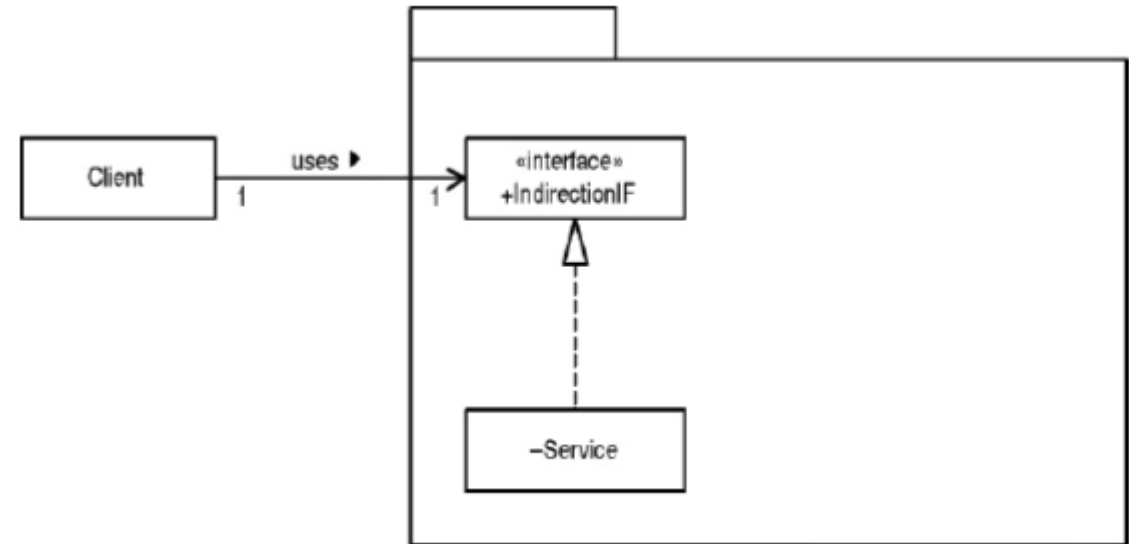 Client
uses ▶
1
1
«interface»
+IndirectionIF
–Service